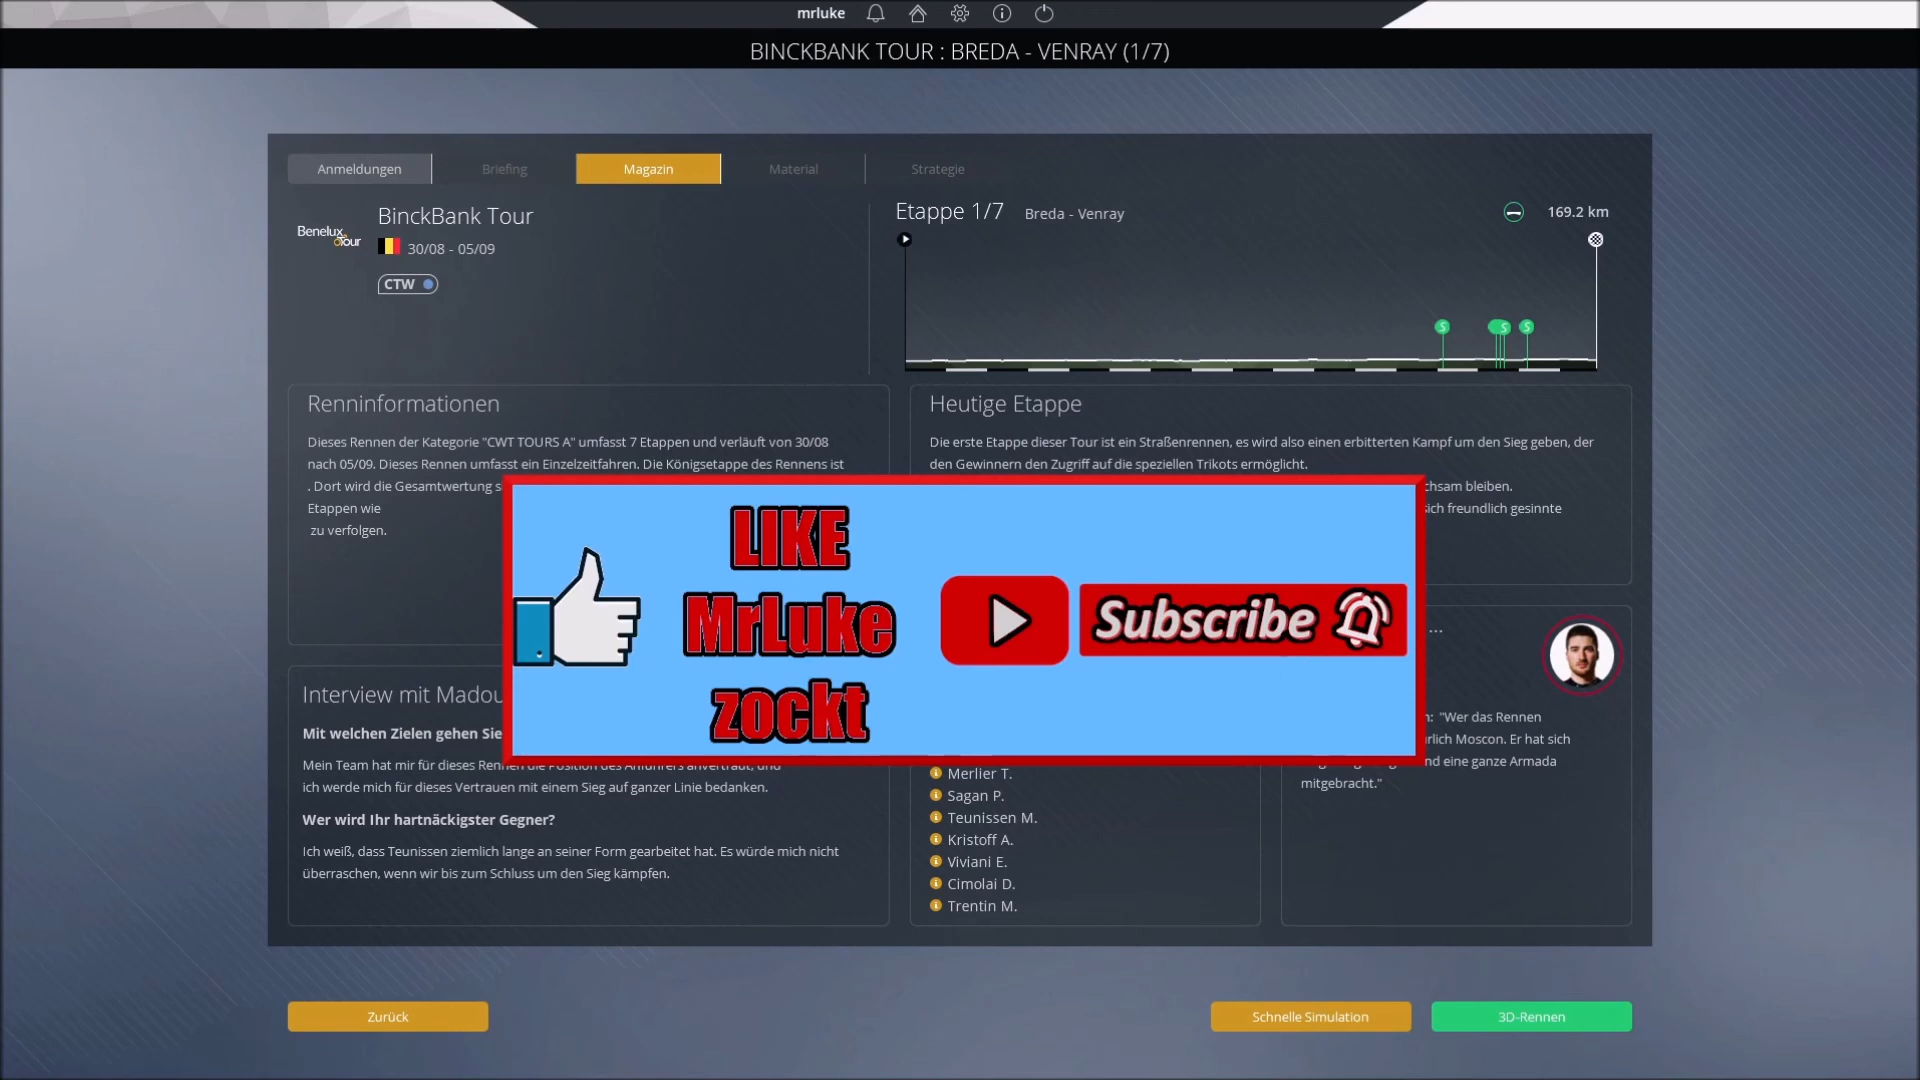 mrluke
BINCKBANK TOUR : BREDA - VENRAY (1/7)
Anmeldungen
Briefing
Magazin
Material
Strategie
Benelux Tour
BinckBank Tour
30/08 - 05/09
CTW
Etappe 1/7
Breda - Venray
169.2 km
S
S
S
Renninformationen
Dieses Rennen der Kategorie "CWT TOURS A" umfasst 7 Etappen und verläuft von 30/08
nach 05/09. Dieses Rennen umfasst ein Einzelzeitfahren. Die Königsetappe des Rennens ist
. Dort wird die Gesamtwertung
Etappen wie
zu verfolgen.
Heutige Etappe
Die erste Etappe dieser Tour ist ein Straßenrennen, es wird also einen erbitterten Kampf um den Sieg geben, der
den Gewinnern den Zugriff auf die speziellen Trikots ermöglicht.
chsam bleiben.
ich freundlich gesinnte
LIKE
MrLuke
zockt
Subscribe
...
Interview mit Madou
Mit welchen Zielen gehen Sie
Mein Team hat mir für dieses Rennen die Position des Anführers anvertraut, und
ich werde mich für dieses Vertrauen mit einem Sieg auf ganzer Linie bedanken.
Wer wird Ihr hartnäckigster Gegner?
Ich weiß, dass Teunissen ziemlich lange an seiner Form gearbeitet hat. Es würde mich nicht
überraschen, wenn wir bis zum Schluss um den Sieg kämpfen.
Merlier T.
Sagan P.
Teunissen M.
Kristoff A.
Viviani E.
Cimolai D.
Trentin M.
n: "Wer das Rennen
rlich Moscon. Er hat sich
nd eine ganze Armada
mitgebracht."
Zurück
Schnelle Simulation
3D-Rennen